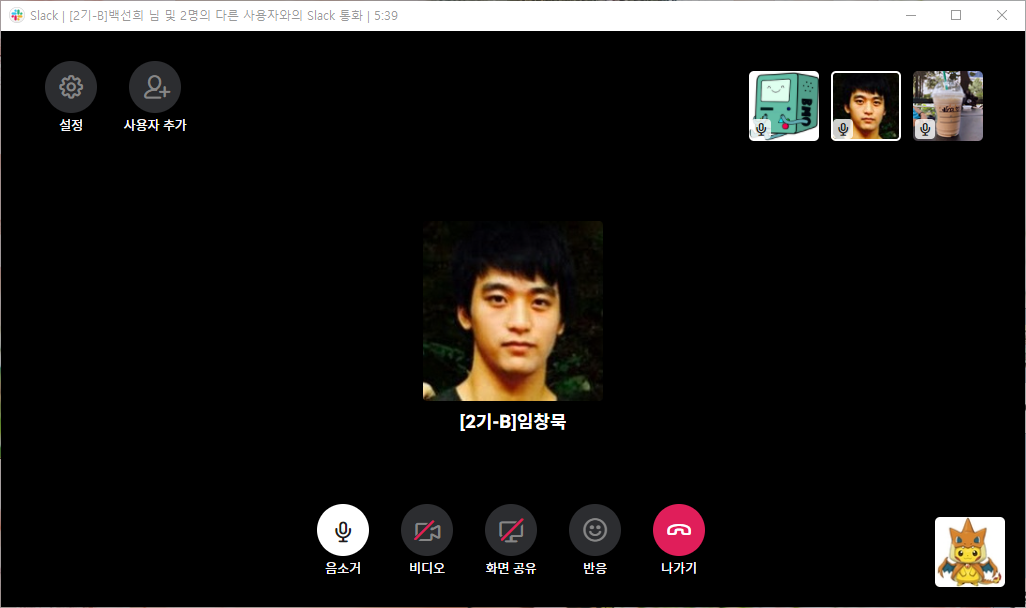 Slack | [2기-B]백선희 님 및 2명의 다른 사용자와의 Slack 통화 | 5:39
설정
사용자 추가
BMO
[2기-B]임창묵
음소거
비디오
화면 공유
반응
나가기